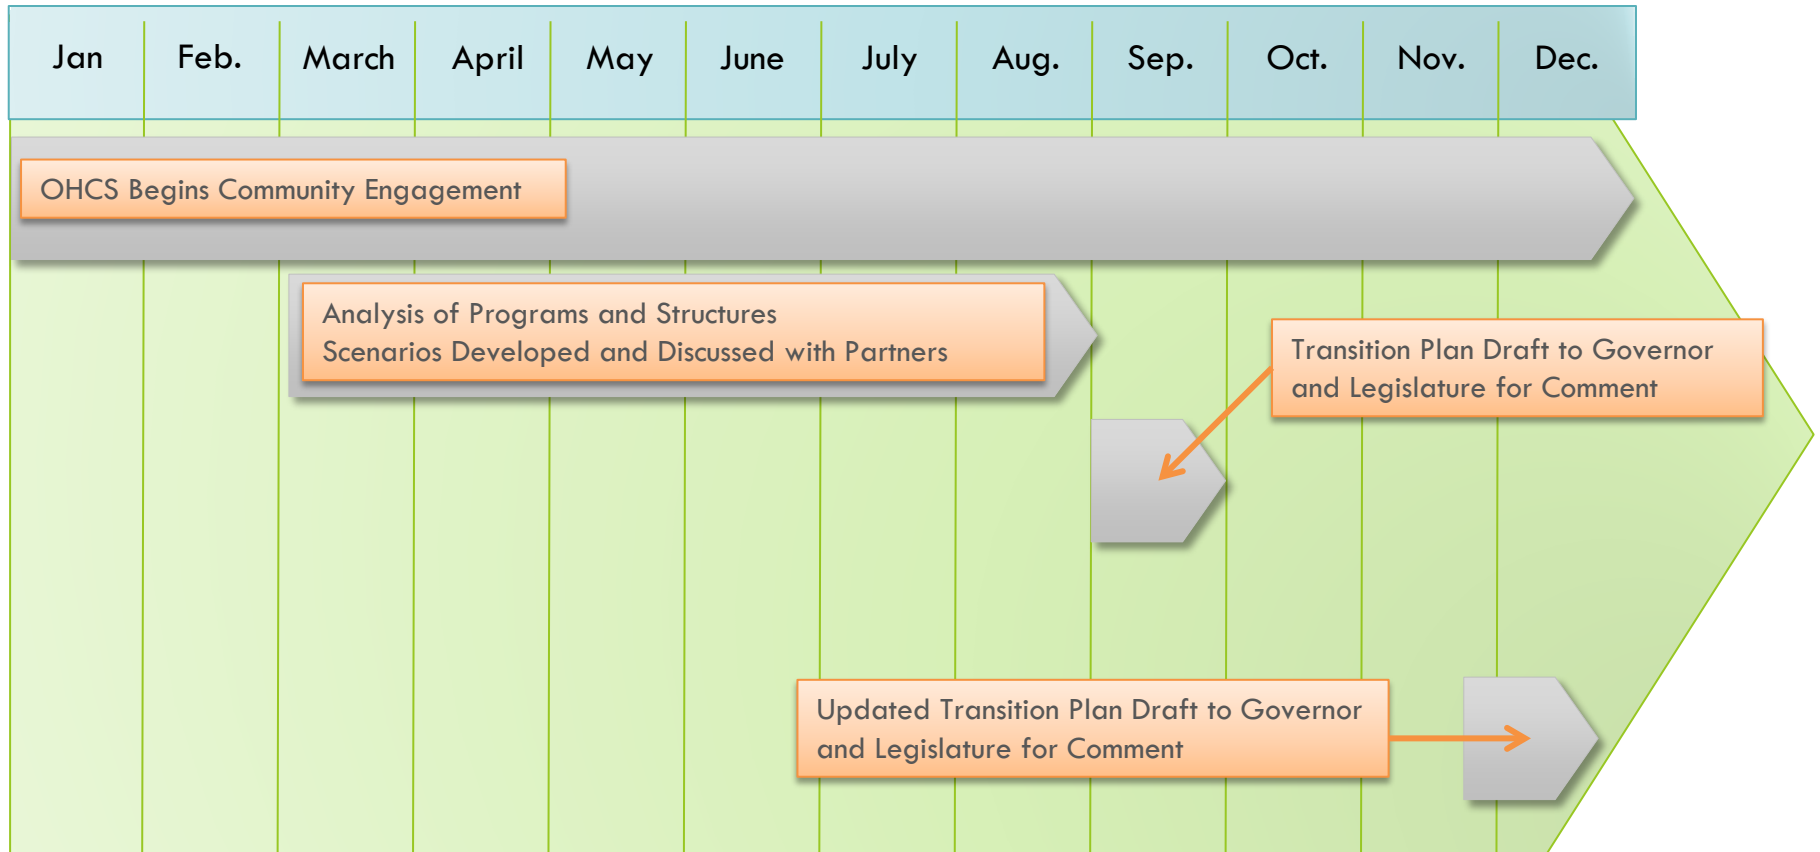 Jan Feb. March April May June July Aug. Sep. Oct. Nov. Dec.
OHCS Begins Community Engagement
Analysis of Programs and Structures
Scenarios Developed and Discussed with Partners
Transition Plan Draft to Governor
and Legislature for Comment
Updated Transition Plan Draft to Governor
and Legislature for Comment